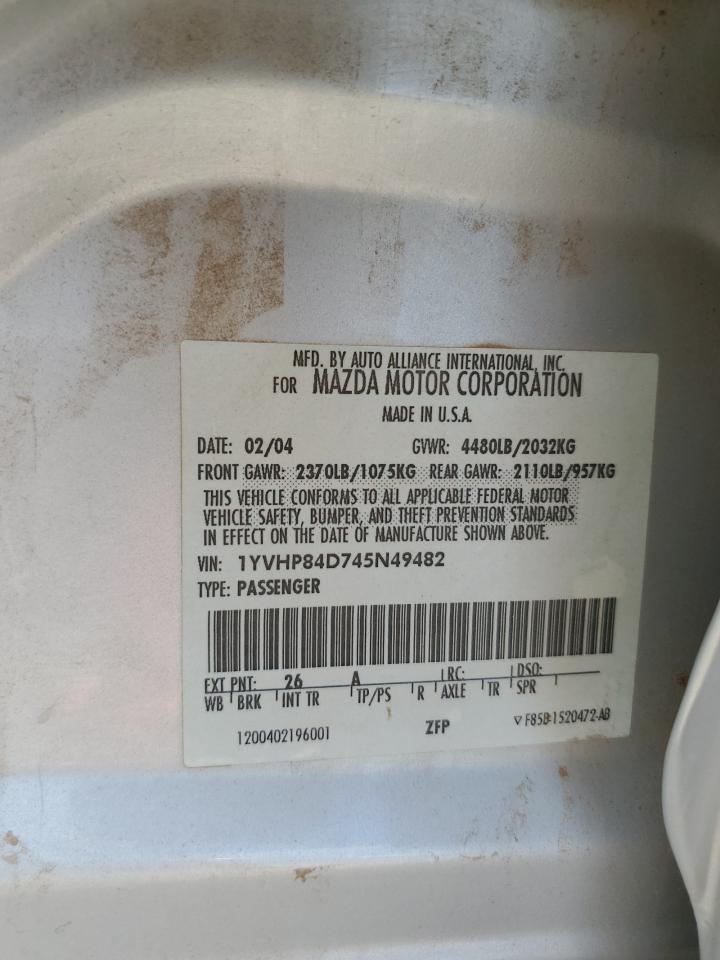 MFD. BY AUTO ALLIANCE INTERNATIONAL, INC.
FOR MAZDA MOTOR CORPORATION
MADE IN U.S.A.
DATE: 02/04 GVWR: 4480LB/2032KG
FRONT GAWR: 2370LB/1075KG REAR GAWR: 2110LB/957KG
THIS VEHICLE CONFORMS TO ALL APPLICABLE FEDERAL MOTOR
VEHICLE SAFETY, BUMPER, AND THEFT PREVENTION STANDARDS
IN EFFECT ON THE DATE OF MANUFACTURE SHOWN ABOVE.
VIN: 1YVHP84D745N49482
TYPE: PASSENGER
EXT PNT: 26 A RC: DSO:
WB BRK INT TR TP/PS R AXLE TR SPR
1200402196001 ZFP F85B-1520472-AB